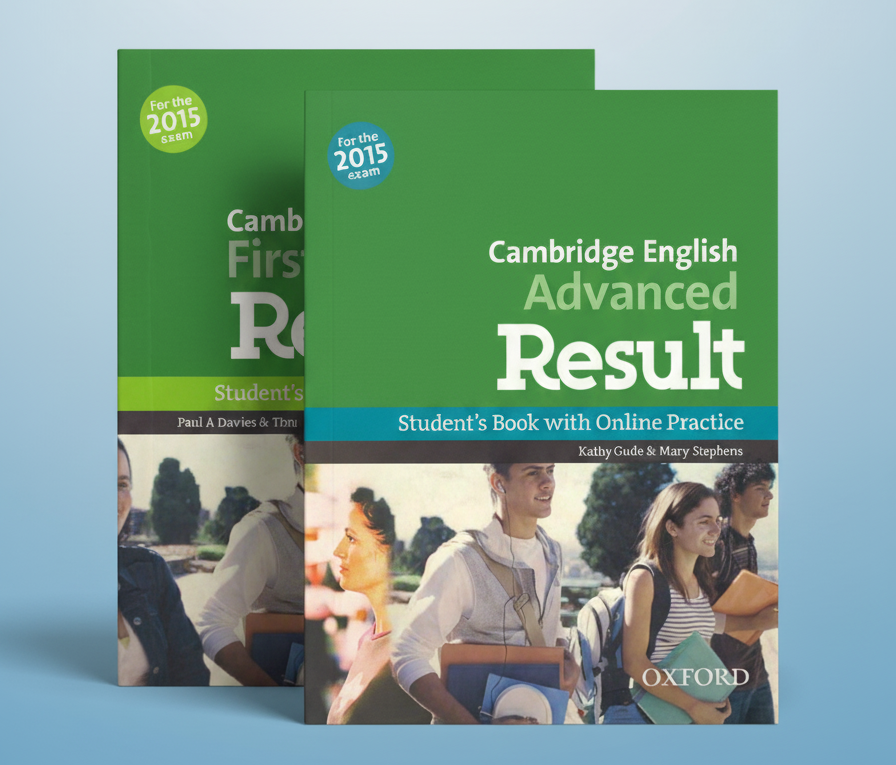 For the
2015
exam
Camb
Firs
Re
Student's
Paul A Davies &
For the
2015
exam
Cambridge English
Advanced
Result
Student's Book with Online Practice
Kathy Gude & Mary Stephens
OXFORD